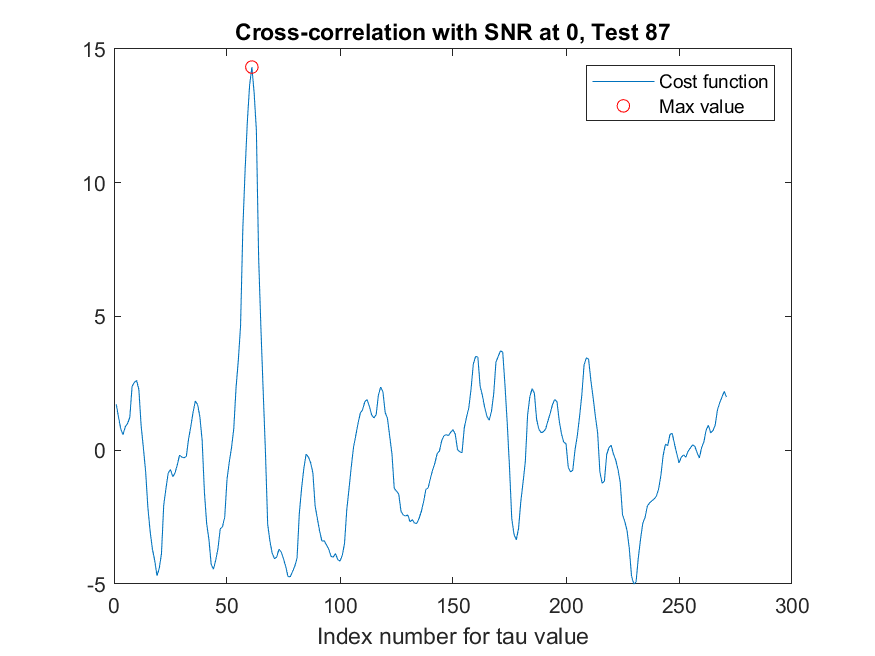 Cross-correlation with SNR at 0, Test 87
15
10
5
0
-5
0 50 100 150 200 250 300
Index number for tau value
Cost function
Max value